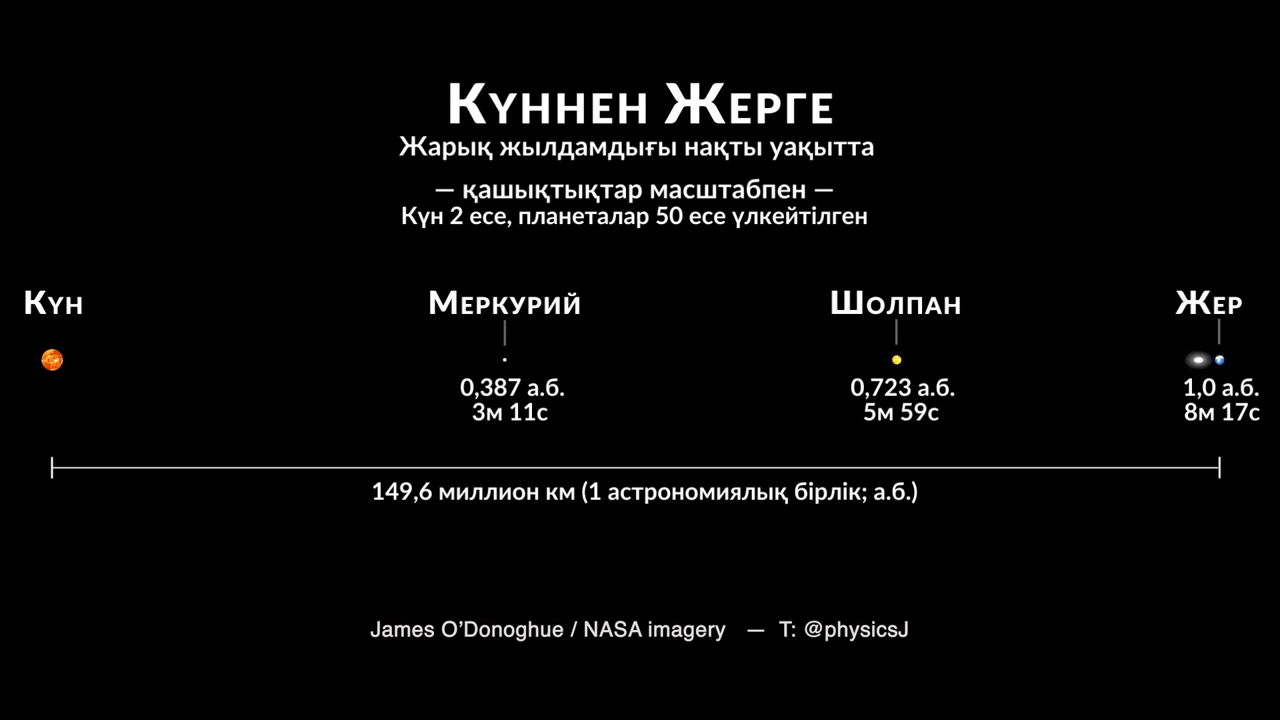 Күннен Жерге
Жарық жылдамдығы нақты уақытта
— қашықтықтар масштабпен —
Күн 2 есе, планеталар 50 есе үлкейтілген
Күн Меркурий Шолпан Жер
0,387 а.б. 0,723 а.б. 1,0 а.б.
3м 11с 5м 59с 8м 17с
149,6 миллион км (1 астрономиялық бірлік; а.б.)
James O’Donoghue / NASA imagery — T: @physicsJ